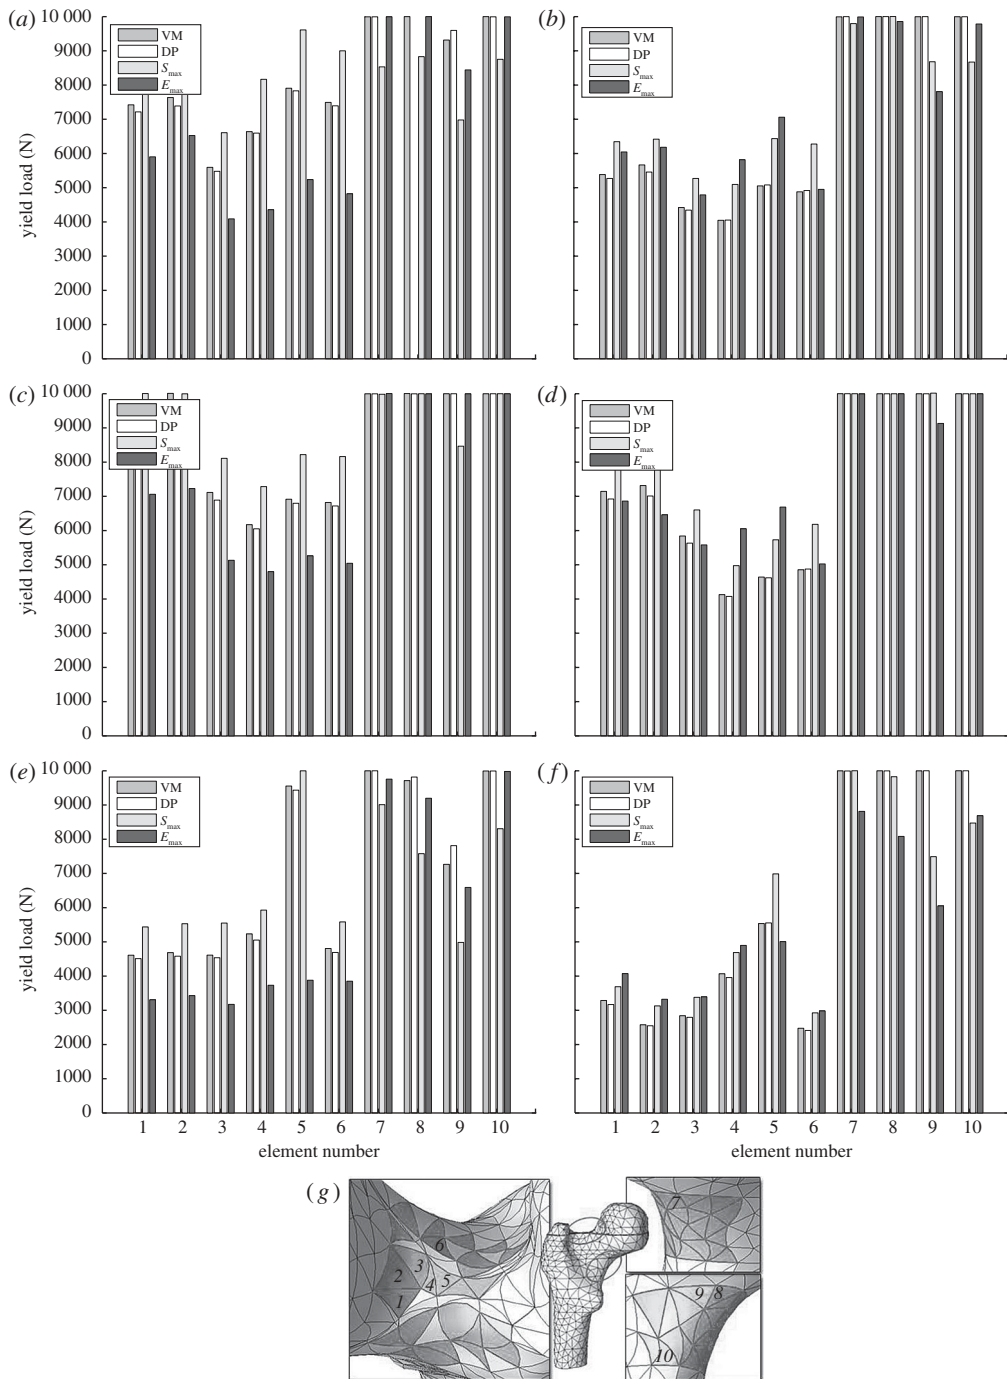 (a)
10 000
9000
8000
7000
6000
5000
4000
3000
2000
1000
0
yield load (N)
VM
DP
Smax
Emax
(b)
VM
DP
Smax
Emax
(c)
10 000
9000
8000
7000
6000
5000
4000
3000
2000
1000
0
yield load (N)
VM
DP
Smax
Emax
(d)
VM
DP
Smax
Emax
(e)
10 000
9000
8000
7000
6000
5000
4000
3000
2000
1000
0
yield load (N)
VM
DP
Smax
Emax
1 2 3 4 5 6 7 8 9 10
element number
(f)
VM
DP
Smax
Emax
1 2 3 4 5 6 7 8 9 10
element number
(g)
6
3
2
4 5
1
7
9 8
10